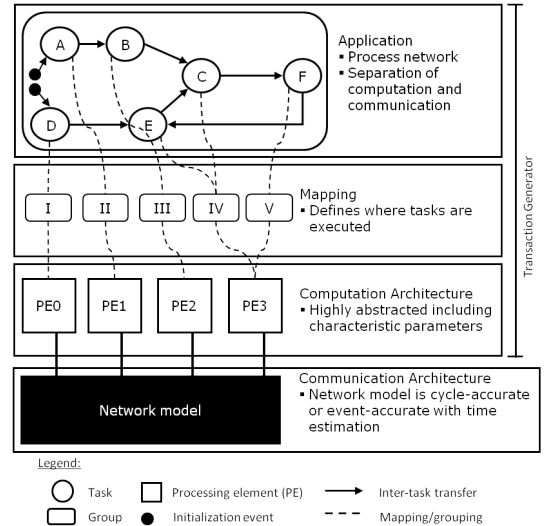 A
B
C
F
D
E
Application
▪ Process network
▪ Separation of
computation and
communication
I
II
III
IV
V
Mapping
▪ Defines where tasks are
executed
PE0
PE1
PE2
PE3
Computation Architecture
▪ Highly abstracted including
characteristic parameters
Transaction Generator
Network model
Communication Architecture
▪ Network model is cycle-accurate
or event-accurate with time
estimation
Legend:
Task
Processing element (PE)
Inter-task transfer
Group
Initialization event
Mapping/grouping